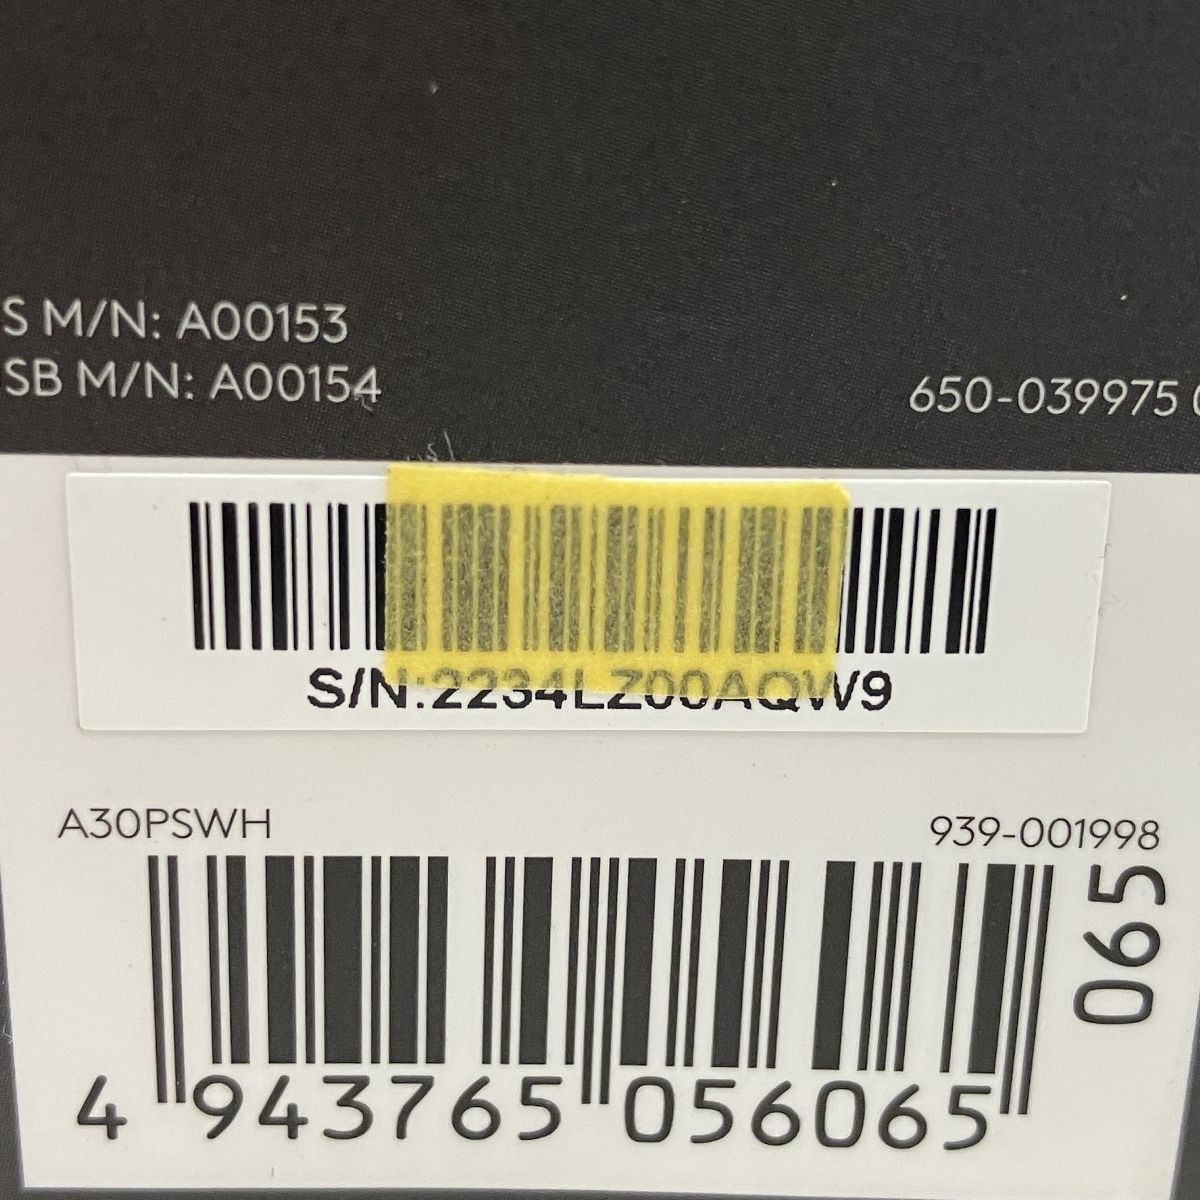 S M/N: A00153
SB M/N: A00154
650-039975
S/N:2234LZ00AQW9
A30PSWH
939-001998
065
4 943765 056065